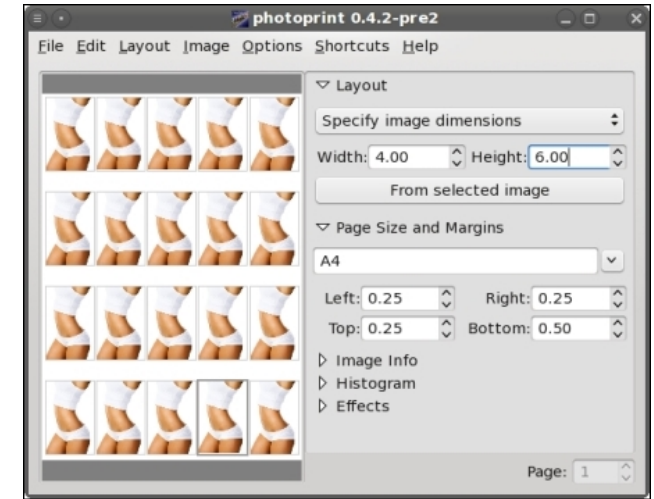 photoprint 0.4.2-pre2
File Edit Layout Image Options Shortcuts Help
Layout
Specify image dimensions
Width: 4.00 Height: 6.00
From selected image
Page Size and Margins
A4
Left: 0.25 Right: 0.25
Top: 0.25 Bottom: 0.50
Image Info
Histogram
Effects
Page: 1